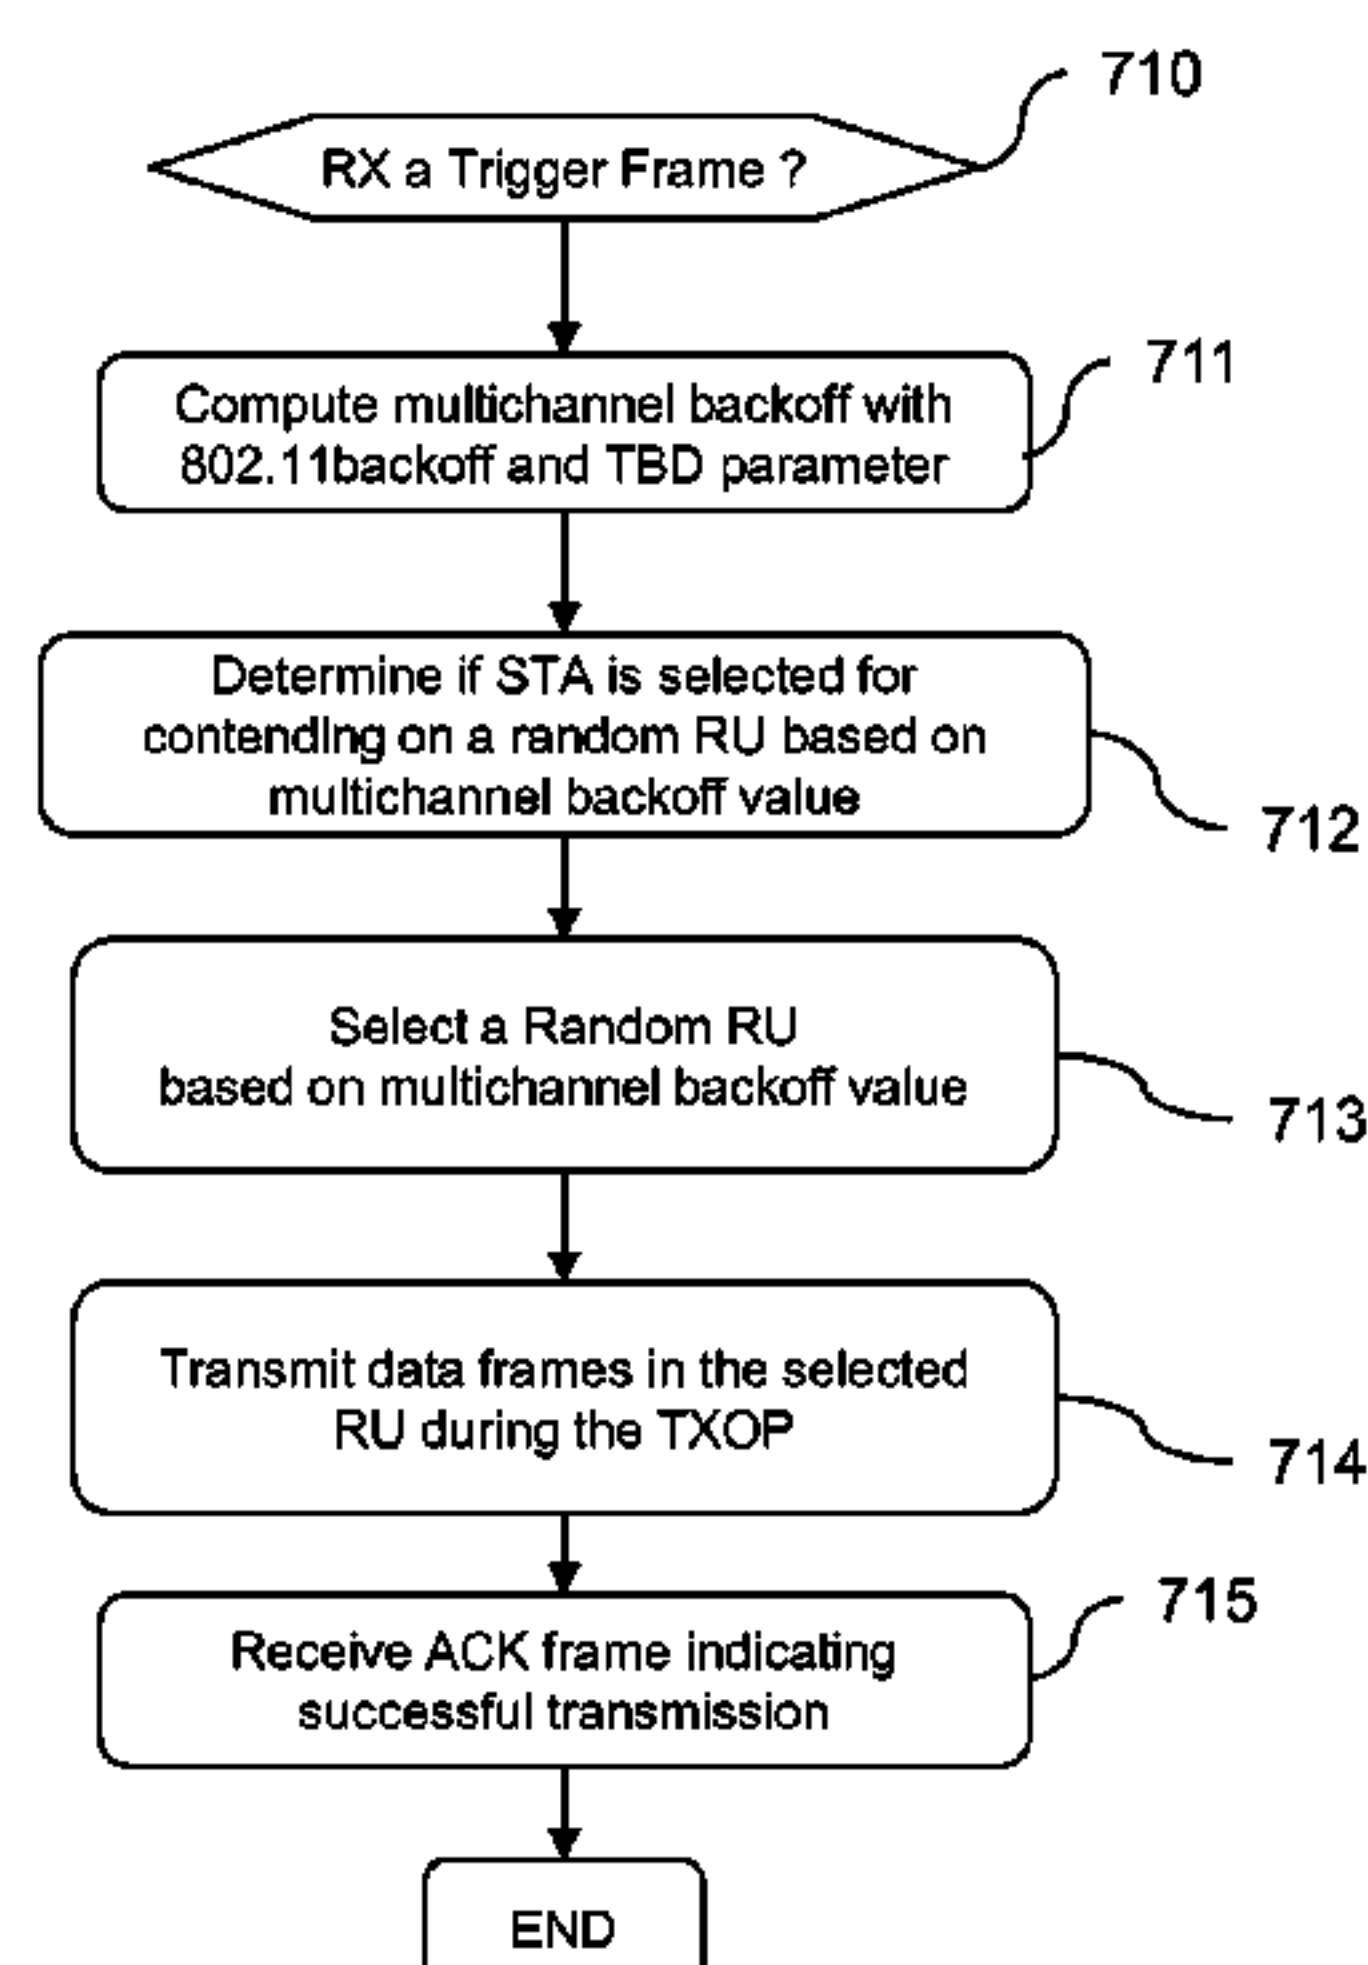 710
RX a Trigger Frame ?
711
Compute multichannel backoff with
802.11backoff and TBD parameter
Determine if STA is selected for
contending on a random RU based on
multichannel backoff value
712
Select a Random RU
based on multichannel backoff value
713
Transmit data frames in the selected
RU during the TXOP
714
715
Receive ACK frame indicating
successful transmission
END